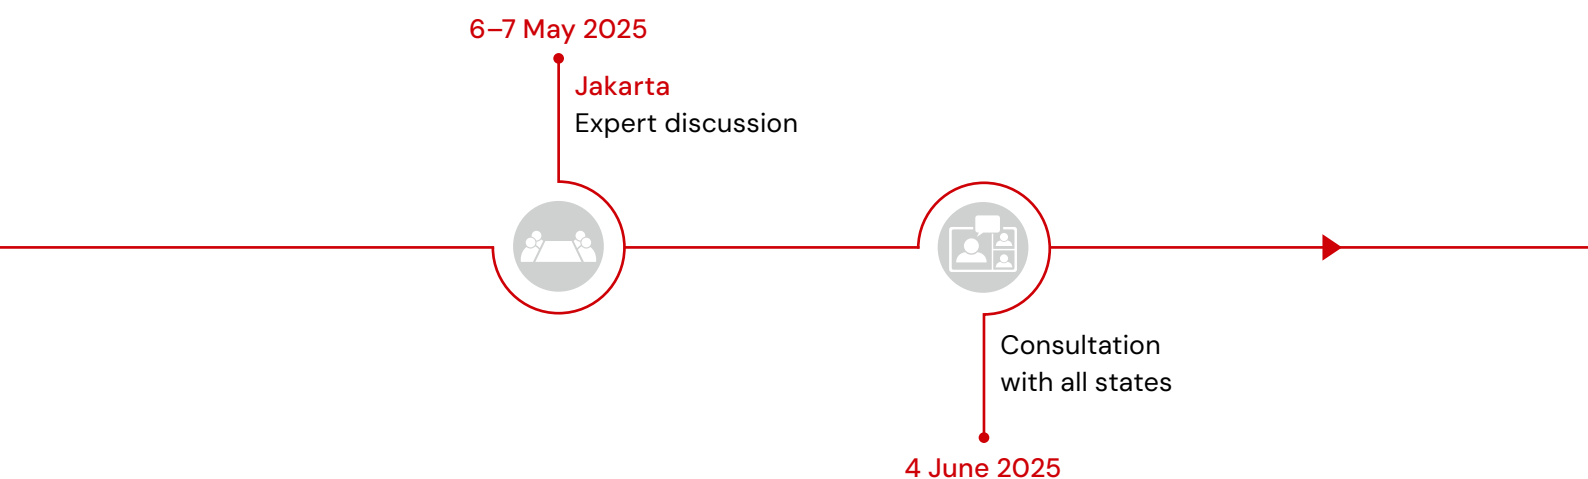 6–7 May 2025
Jakarta
Expert discussion
Consultation
with all states
4 June 2025